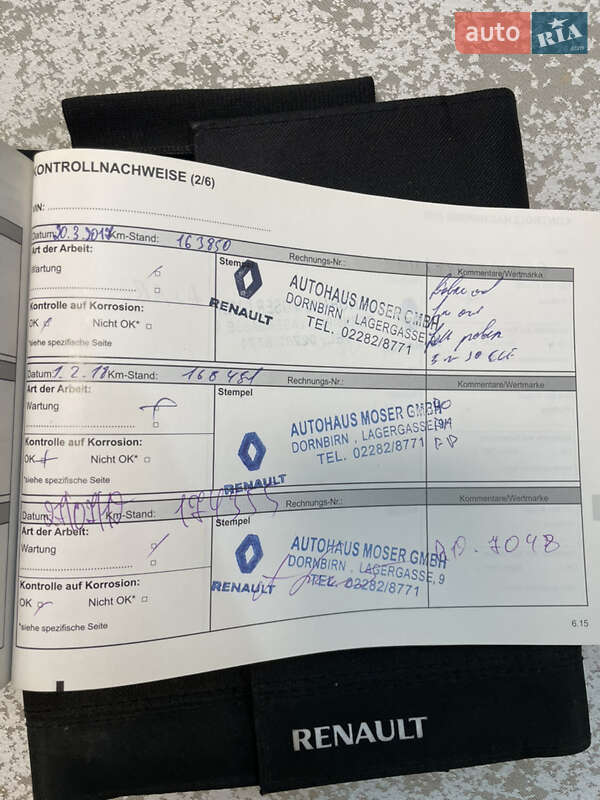 auto RIA.com
KONTROLLNACHWEISE (2/6)
VIN:
Datum: 20.3.2017 Km-Stand: 163850 Rechnungs-Nr.:
Art der Arbeit: Stempel Kommentare/Wertmarke
Wartung
RENAULT
AUTOHAUS MOSER GMBH
DORNBIRN, LAGERGASSE
TEL. 02282/8771
Kontrolle auf Korrosion:
OK Nicht OK*
*siehe spezifische Seite
Datum: 1.2.18 Km-Stand: 168481 Rechnungs-Nr.:
Art der Arbeit: Stempel Kommentare/Wertmarke
Wartung
RENAULT
AUTOHAUS MOSER GMBH
DORNBIRN, LAGERGASSE, 9
TEL. 02282/8771
Kontrolle auf Korrosion:
OK Nicht OK*
*siehe spezifische Seite
Datum: Km-Stand: Rechnungs-Nr.:
Art der Arbeit: Stempel Kommentare/Wertmarke
Wartung
RENAULT
AUTOHAUS MOSER GMBH
DORNBIRN, LAGERGASSE, 9
TEL. 02282/8771
Kontrolle auf Korrosion:
OK Nicht OK*
*siehe spezifische Seite
6.15
RENAULT